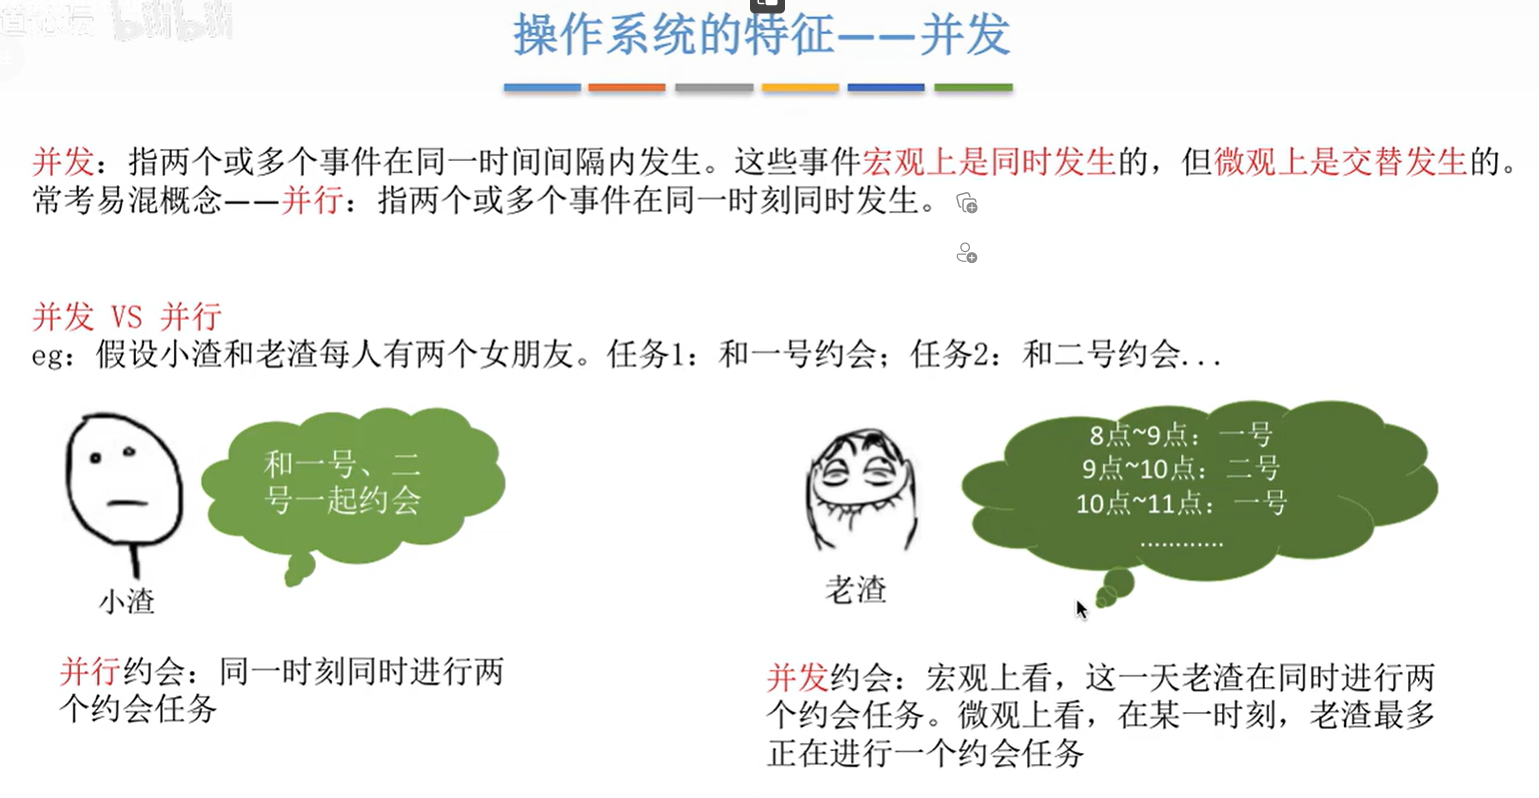 操作系统的特征——并发
并发：指两个或多个事件在同一时间间隔内发生。这些事件宏观上是同时发生的，但微观上是交替发生的。
常考易混概念——并行：指两个或多个事件在同一时刻同时发生。
并发 VS 并行
eg：假设小渣和老渣每人有两个女朋友。任务1：和一号约会；任务2：和二号约会...
和一号、二
号一起约会
小渣
并行约会：同一时刻同时进行两
个约会任务
8点~9点：一号
9点~10点：二号
10点~11点：一号
............
老渣
并发约会：宏观上看，这一天老渣在同时进行两
个约会任务。微观上看，在某一时刻，老渣最多
正在进行一个约会任务